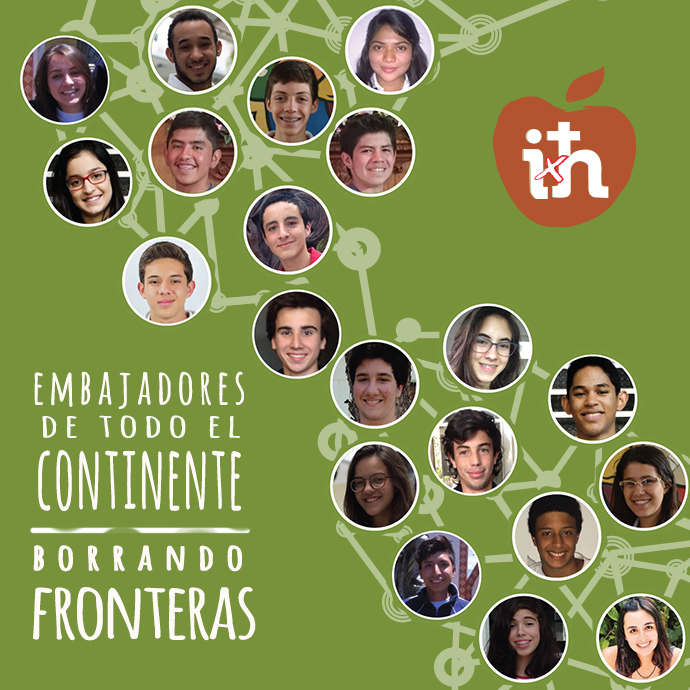 EMBAJADORES
DE TODO EL
CONTINENTE
BORRANDO
FRONTERAS